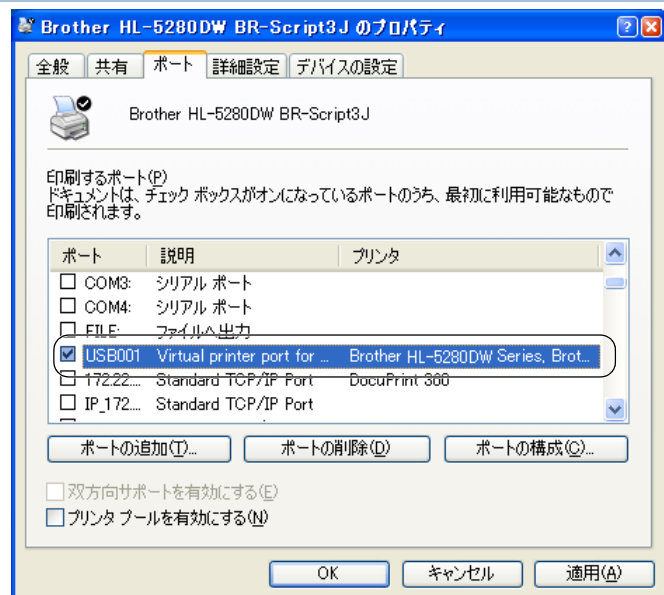 Brother HL-5280DW BR-Script3J のプロパティ
全般 共有 ポート 詳細設定 デバイスの設定
Brother HL-5280DW BR-Script3J
印刷するポート(P)
ドキュメントは、チェック ボックスがオンになっているポートのうち、最初に利用可能なもので
印刷されます。
ポート 説明 プリンタ
COM3: シリアル ポート
COM4: シリアル ポート
FILE: ファイルへ出力
USB001 Virtual printer port for ... Brother HL-5280DW Series, Brot...
172.22... Standard TCP/IP Port DocuPrint 360
IP_172... Standard TCP/IP Port
ポートの追加(T)... ポートの削除(D) ポートの構成(C)...
双方向サポートを有効にする(E)
プリンタ プールを有効にする(N)
OK キャンセル 適用(A)